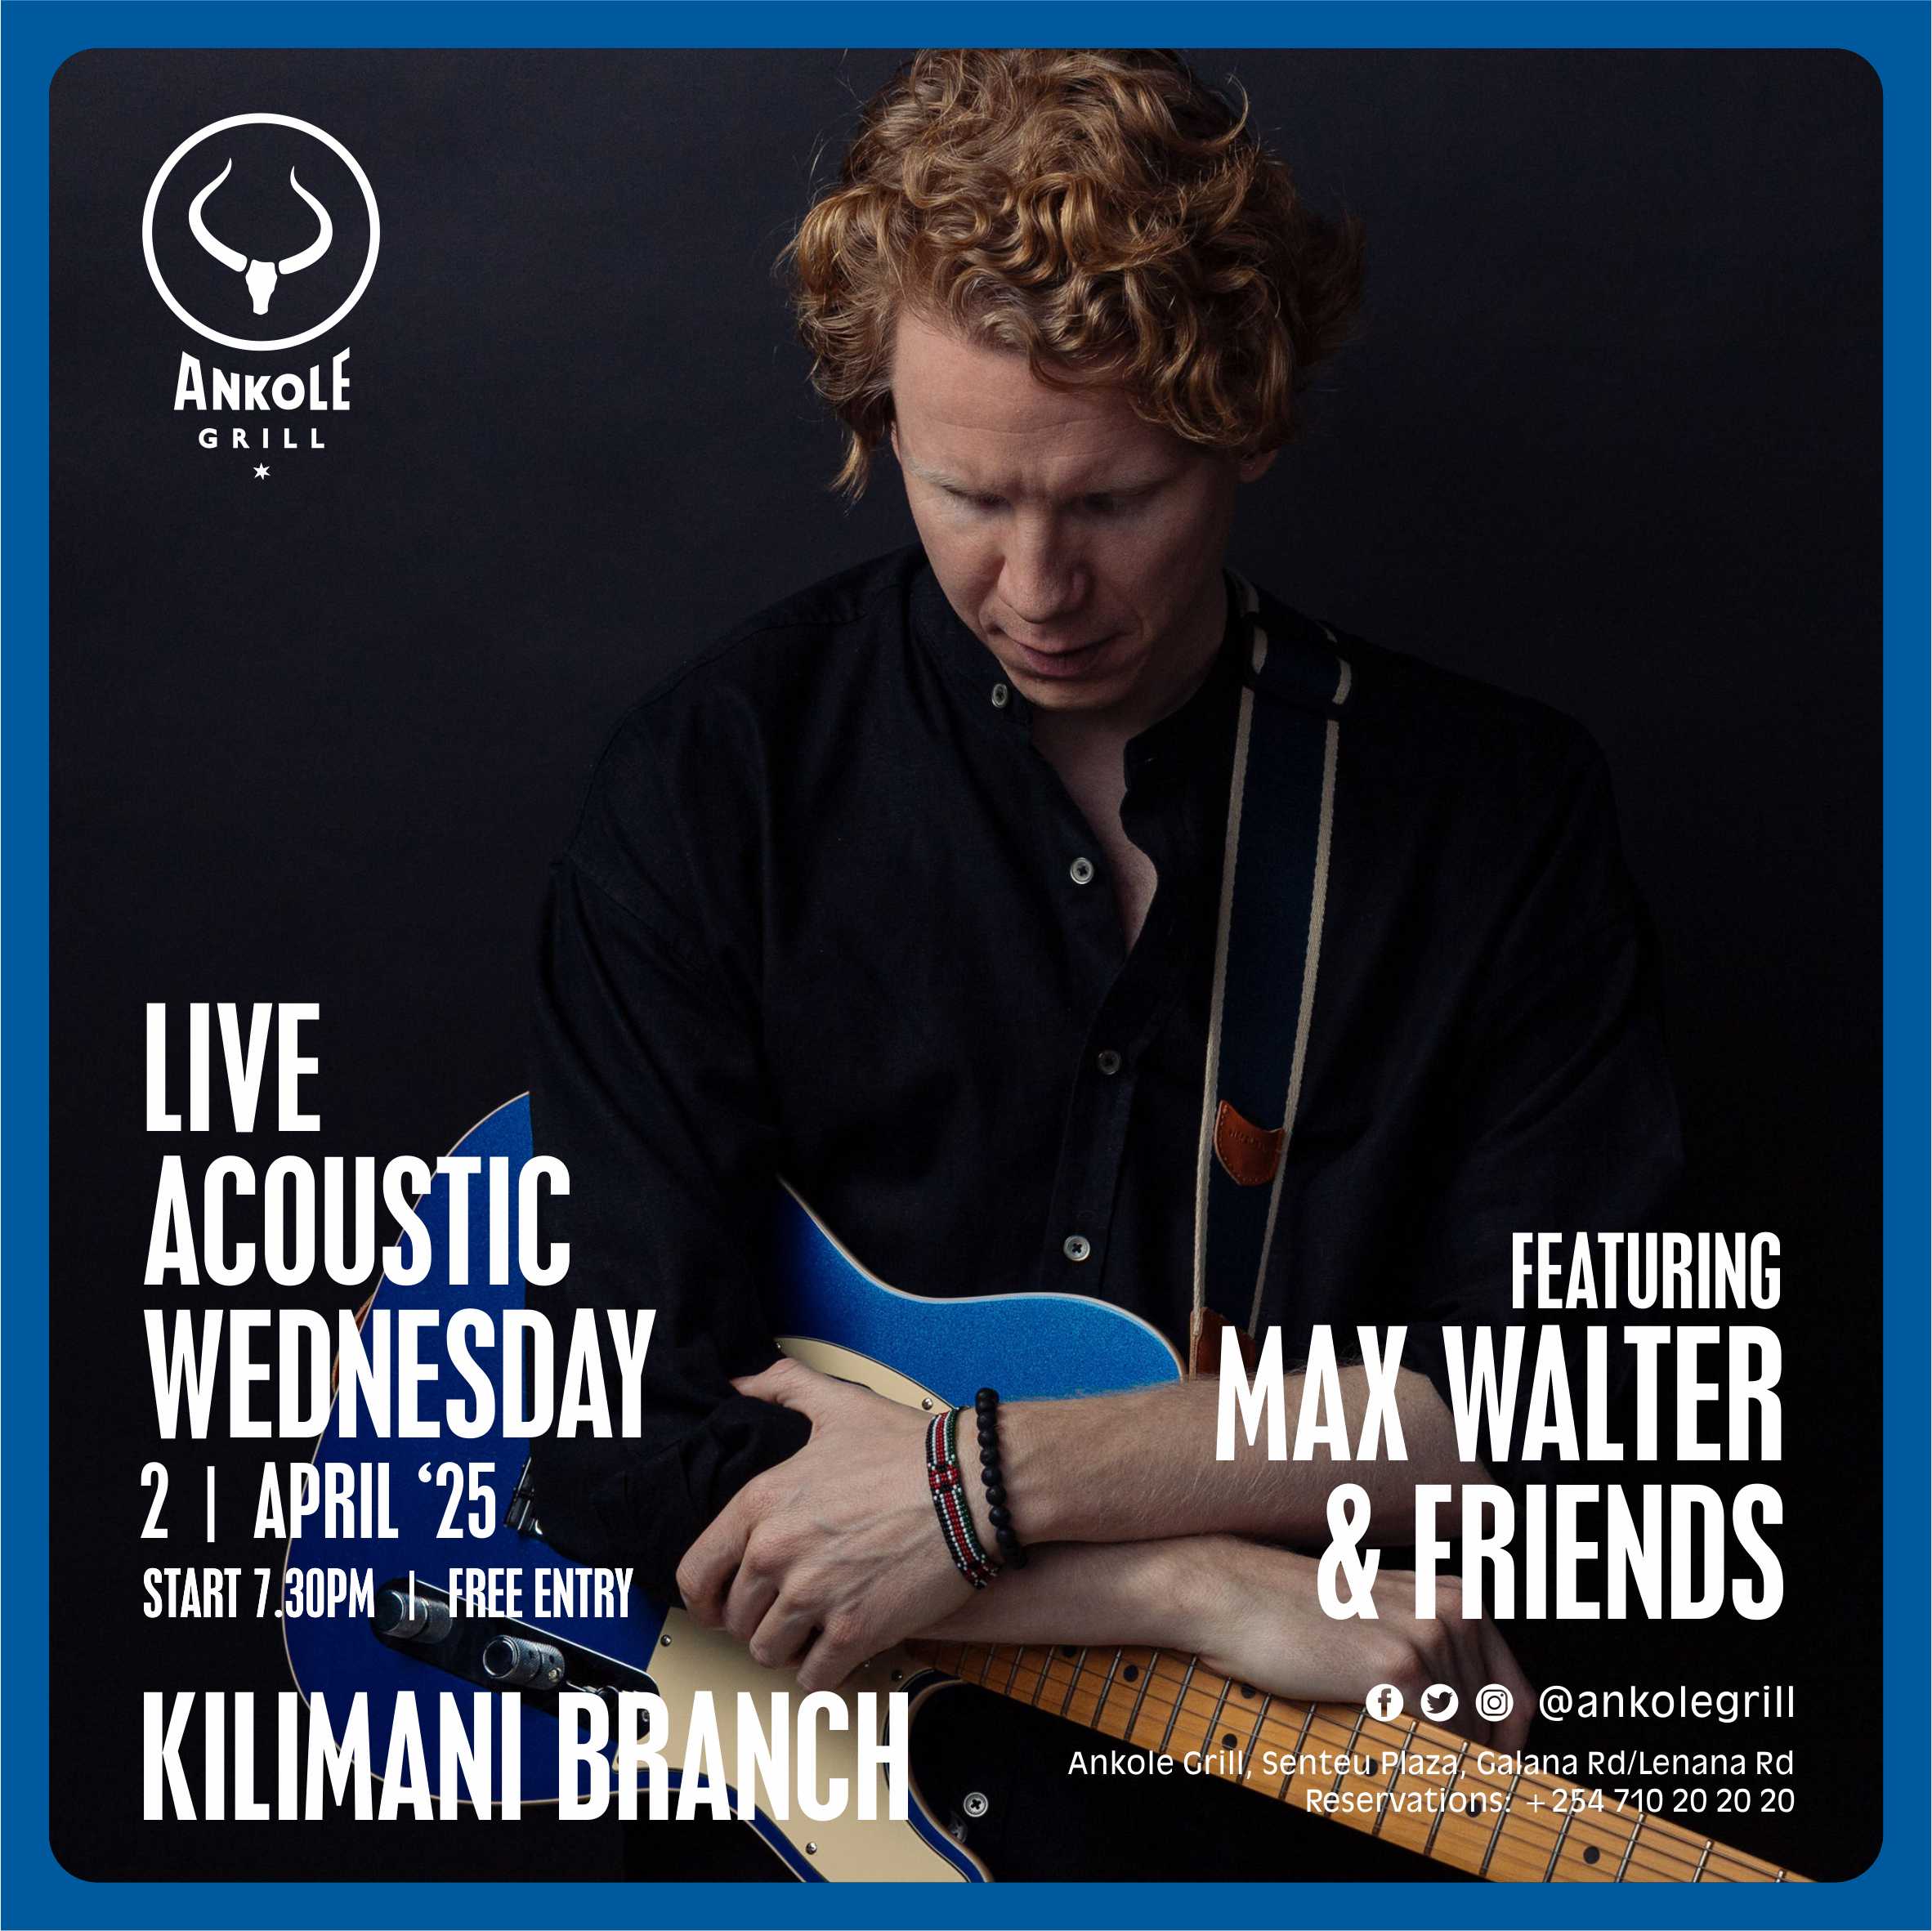 ANKOLE
GRILL
LIVE
ACOUSTIC
WEDNESDAY
2 | APRIL ‘25
START 7.30PM | FREE ENTRY
KILIMANI BRANCH
FEATURING
MAX WALTER
& FRIENDS
@ankolegrill
Ankole Grill, Senteu Plaza, Galana Rd/Lenana Rd
Reservations: +254 710 20 20 20